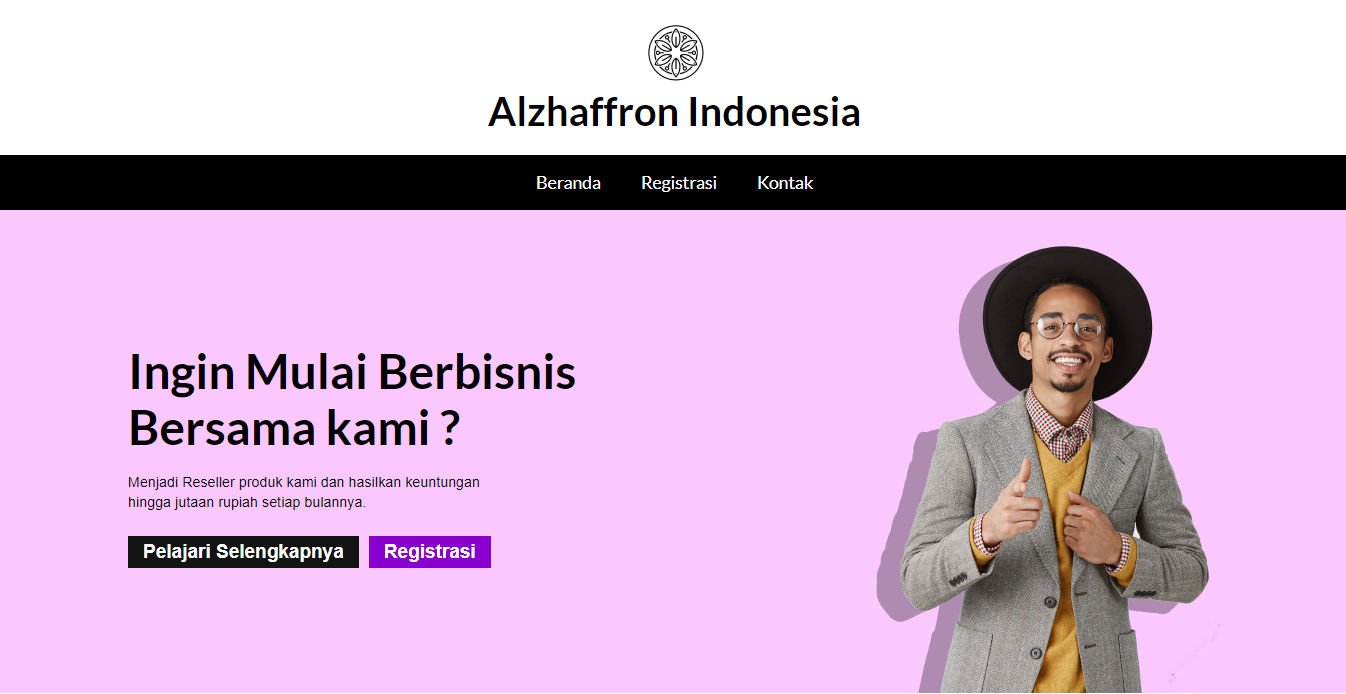 Alzhaffron Indonesia
Beranda Registrasi Kontak
Ingin Mulai Berbisnis
Bersama kami ?
Menjadi Reseller produk kami dan hasilkan keuntungan
hingga jutaan rupiah setiap bulannya.
Pelajari Selengkapnya Registrasi